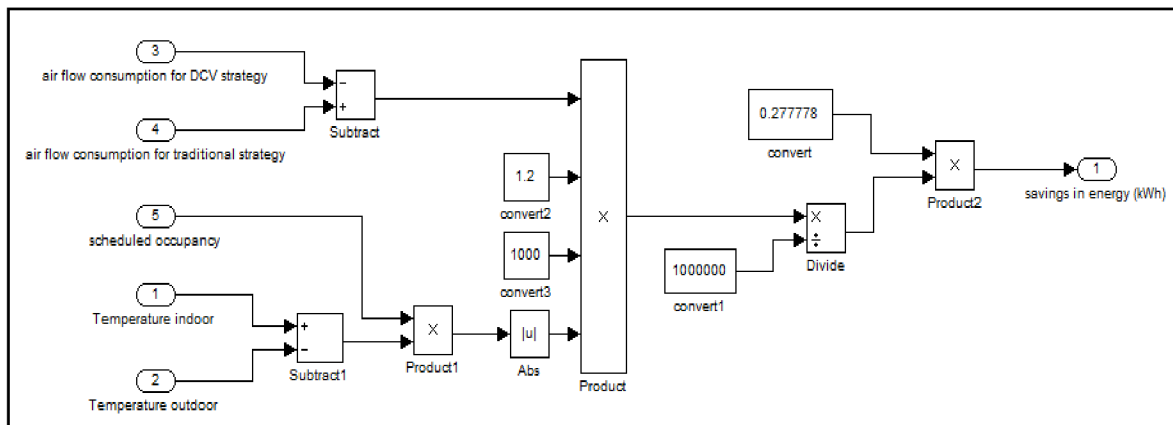 3
air flow consumption for DCV strategy
−
+
Subtract
4
air flow consumption for traditional strategy
0.277778
convert
X
Product2
1
savings in energy (kWh)
1.2
convert2
5
scheduled occupancy
X
X
÷
Divide
1000
convert3
1000000
convert1
1
Temperature indoor
+
−
Subtract1
X
Product1
|u|
Abs
Product
2
Temperature outdoor